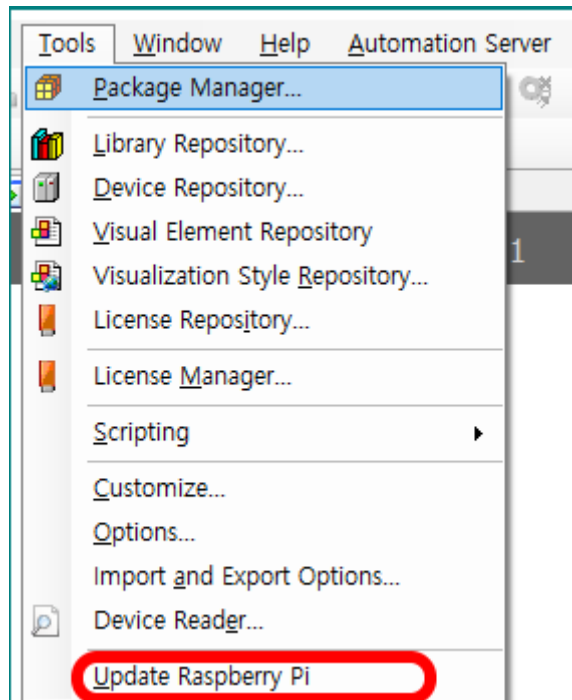 Tools Window Help Automation Server
Package Manager...
Library Repository...
Device Repository...
Visual Element Repository
1
Visualization Style Repository...
License Repository...
License Manager...
Scripting
Customize...
Options...
Import and Export Options...
Device Reader...
Update Raspberry Pi